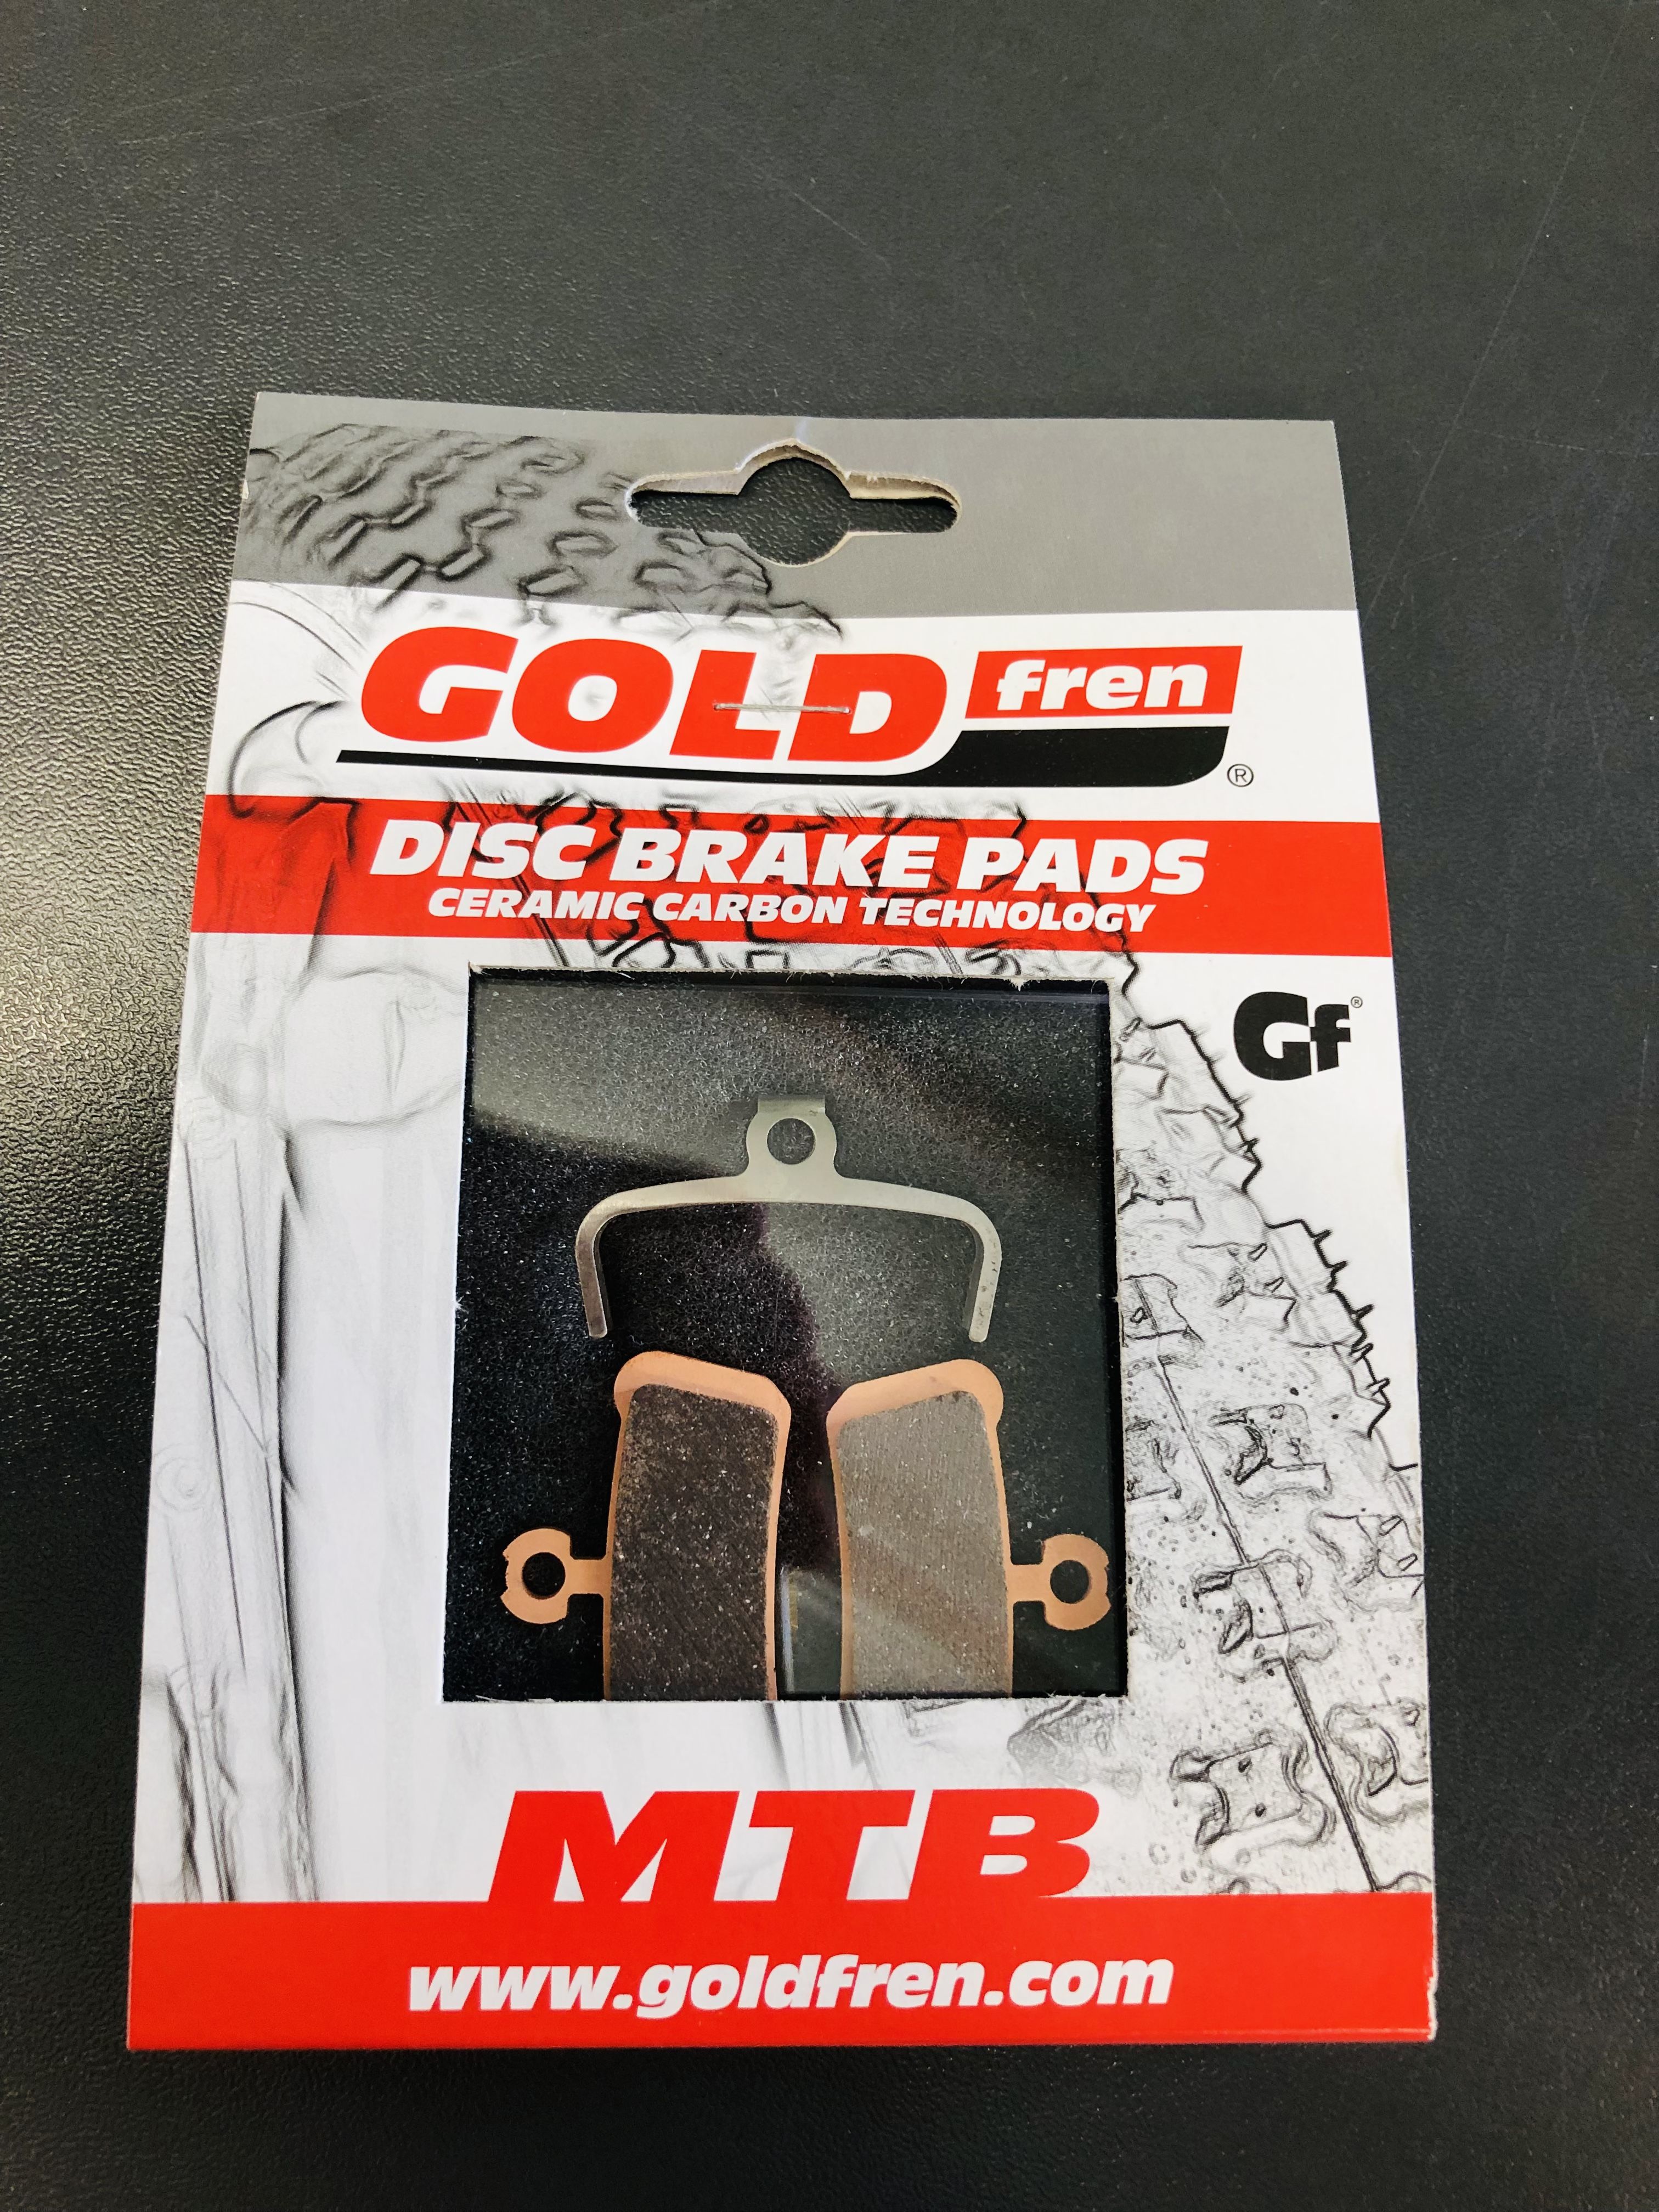 GOLD fren ®
DISC BRAKE PADS
CERAMIC CARBON TECHNOLOGY
Gf ®
MTB
www.goldfren.com